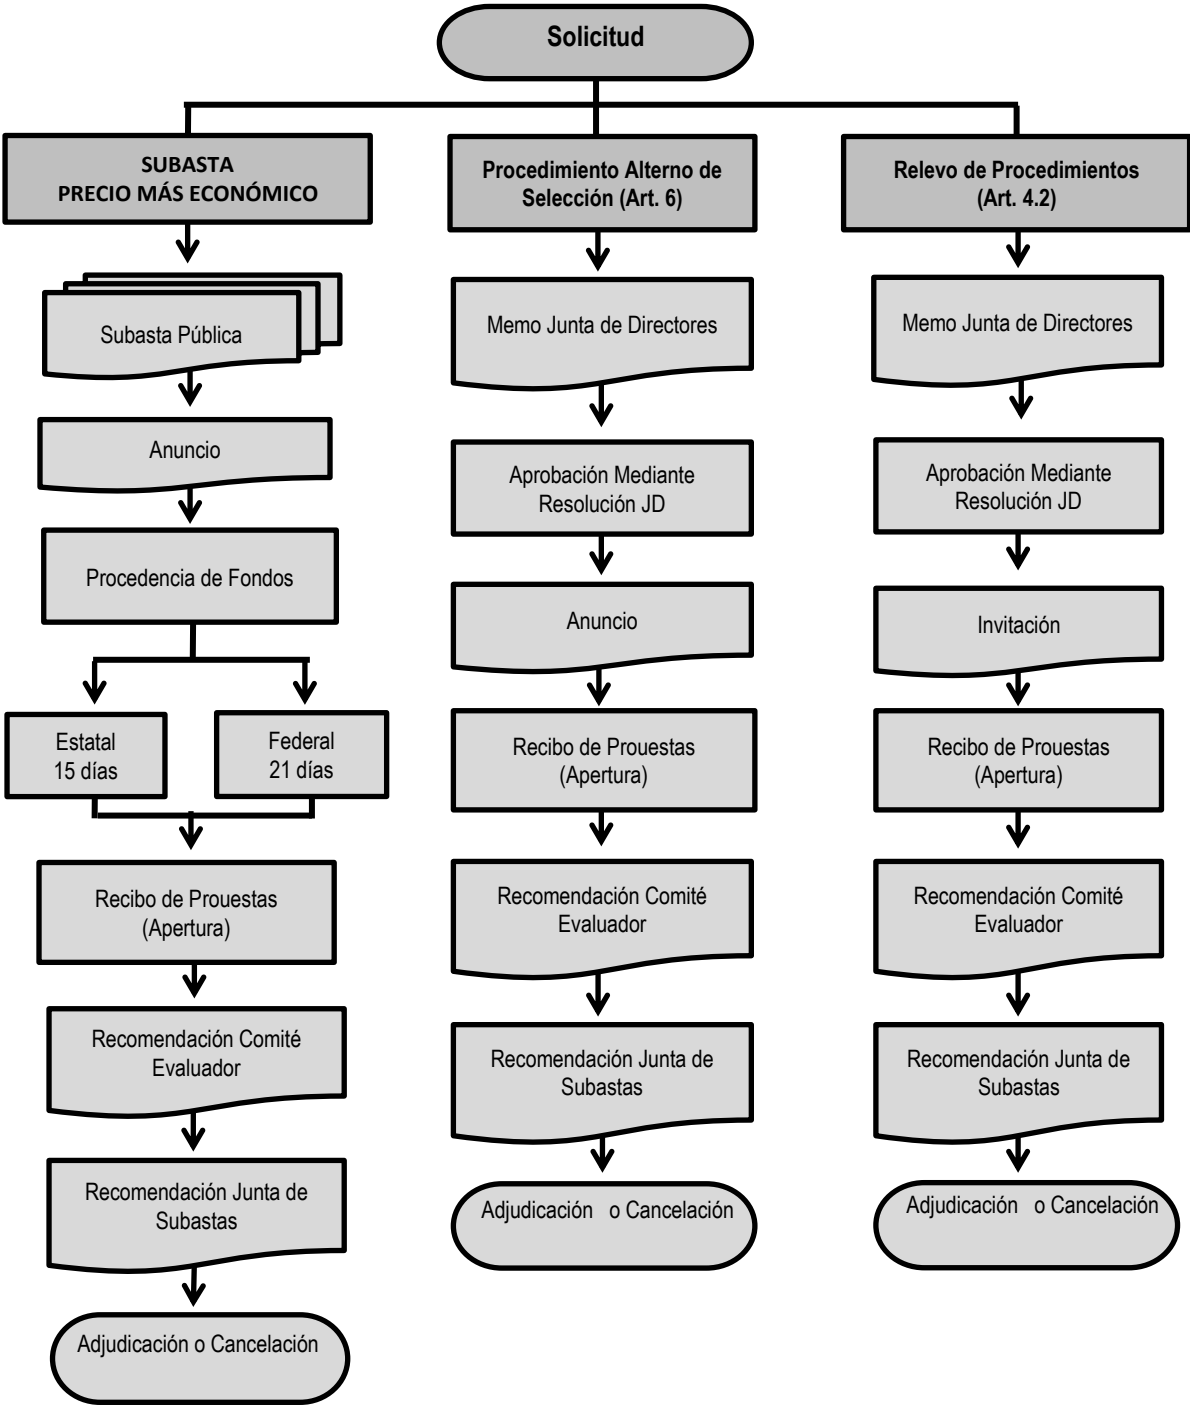 Solicitud
SUBASTA
PRECIO MÁS ECONÓMICO
Subasta Pública
Anuncio
Procedencia de Fondos
Estatal
15 días
Federal
21 días
Recibo de Prouestas
(Apertura)
Recomendación Comité
Evaluador
Recomendación Junta de
Subastas
Adjudicación o Cancelación
Procedimiento Alterno de
Selección (Art. 6)
Memo Junta de Directores
Aprobación Mediante
Resolución JD
Anuncio
Recibo de Prouestas
(Apertura)
Recomendación Comité
Evaluador
Recomendación Junta de
Subastas
Adjudicación o Cancelación
Relevo de Procedimientos
(Art. 4.2)
Memo Junta de Directores
Aprobación Mediante
Resolución JD
Invitación
Recibo de Prouestas
(Apertura)
Recomendación Comité
Evaluador
Recomendación Junta de
Subastas
Adjudicación o Cancelación